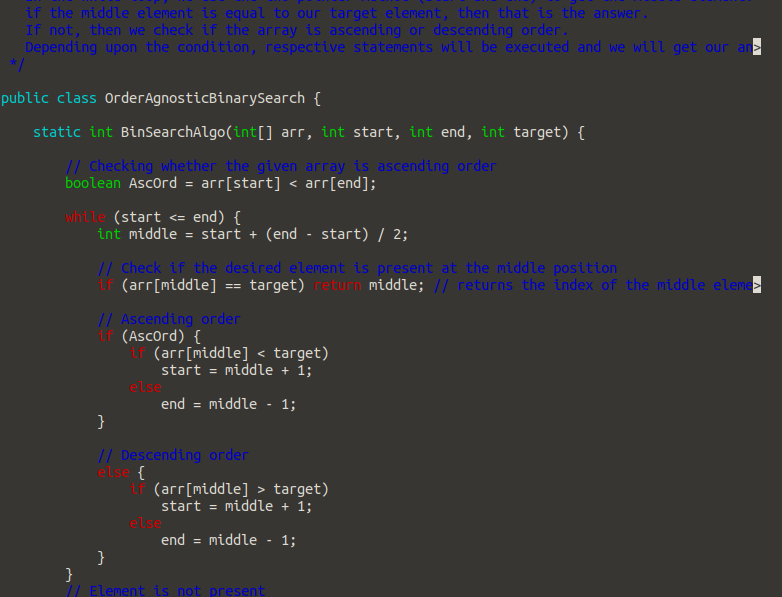 if the middle element is equal to our target element, then that is the answer.
If not, then we check if the array is ascending or descending order.
Depending upon the condition, respective statements will be executed and we will get our an>
*/
public class OrderAgnosticBinarySearch {
static int BinSearchAlgo(int[] arr, int start, int end, int target) {
// Checking whether the given array is ascending order
boolean AscOrd = arr[start] < arr[end];
while (start <= end) {
int middle = start + (end - start) / 2;
// Check if the desired element is present at the middle position
if (arr[middle] == target) return middle; // returns the index of the middle eleme>
// Ascending order
if (AscOrd) {
if (arr[middle] < target)
start = middle + 1;
else
end = middle - 1;
}
// Descending order
else {
if (arr[middle] > target)
start = middle + 1;
else
end = middle - 1;
}
}
// Element is not present